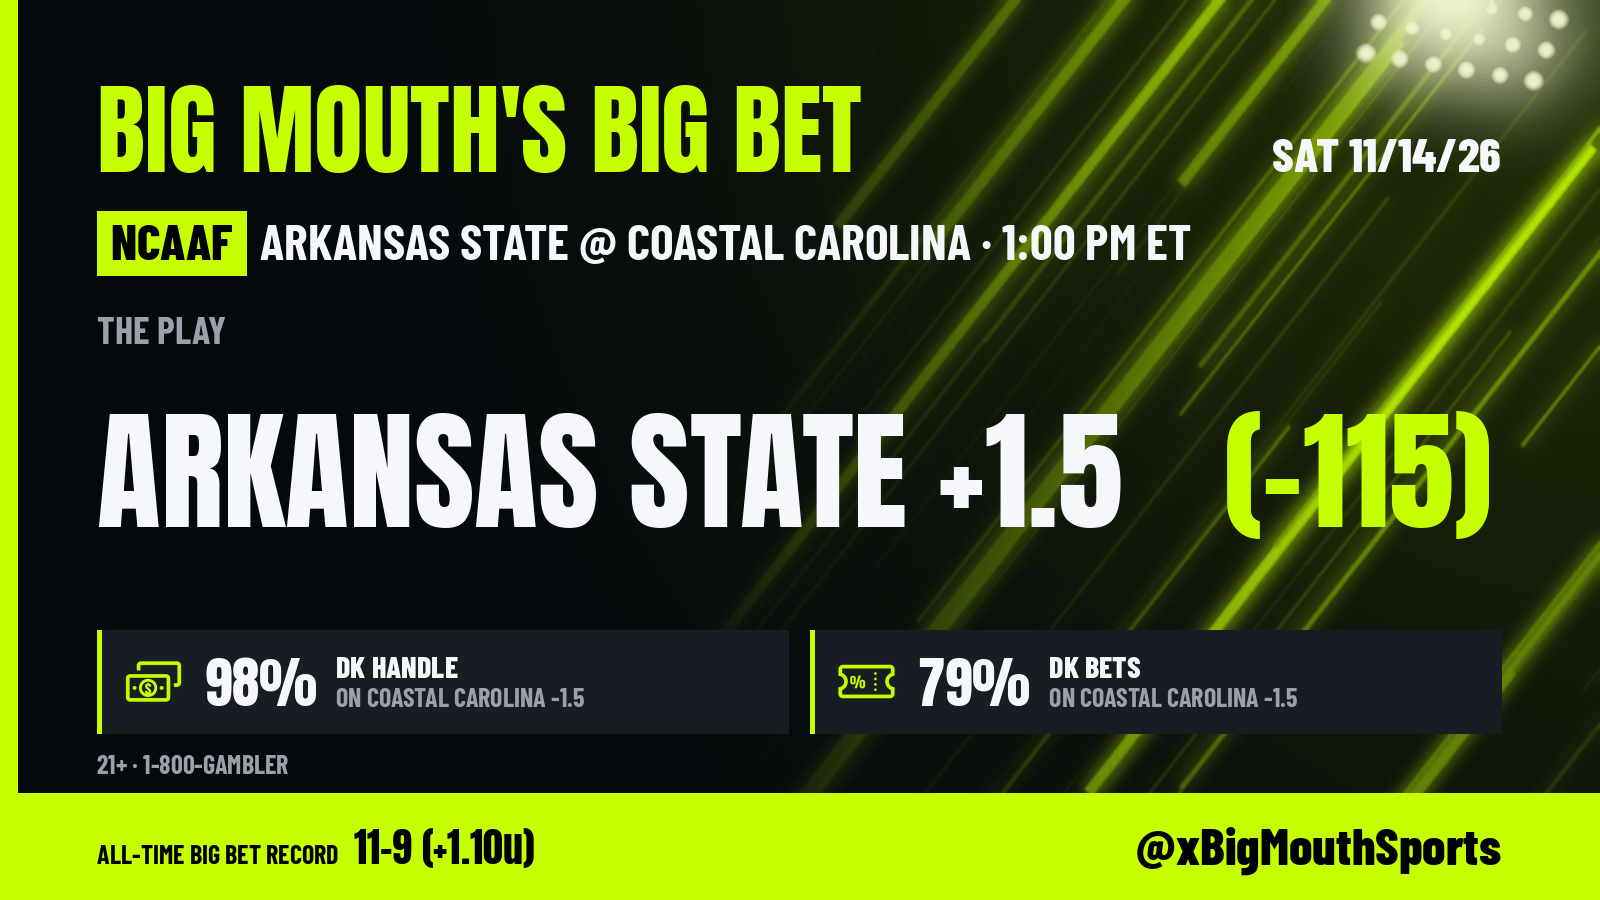 BIG MOUTH'S BIG BET
SAT 11/14/26
NCAAF ARKANSAS STATE @ COASTAL CAROLINA · 1:00 PM ET
THE PLAY
ARKANSAS STATE +1.5 (-115)
98% DK HANDLE
ON COASTAL CAROLINA -1.5
79% DK BETS
ON COASTAL CAROLINA -1.5
21+ · 1-800-GAMBLER
ALL-TIME BIG BET RECORD 11-9 (+1.10u)
@xBigMouthSports